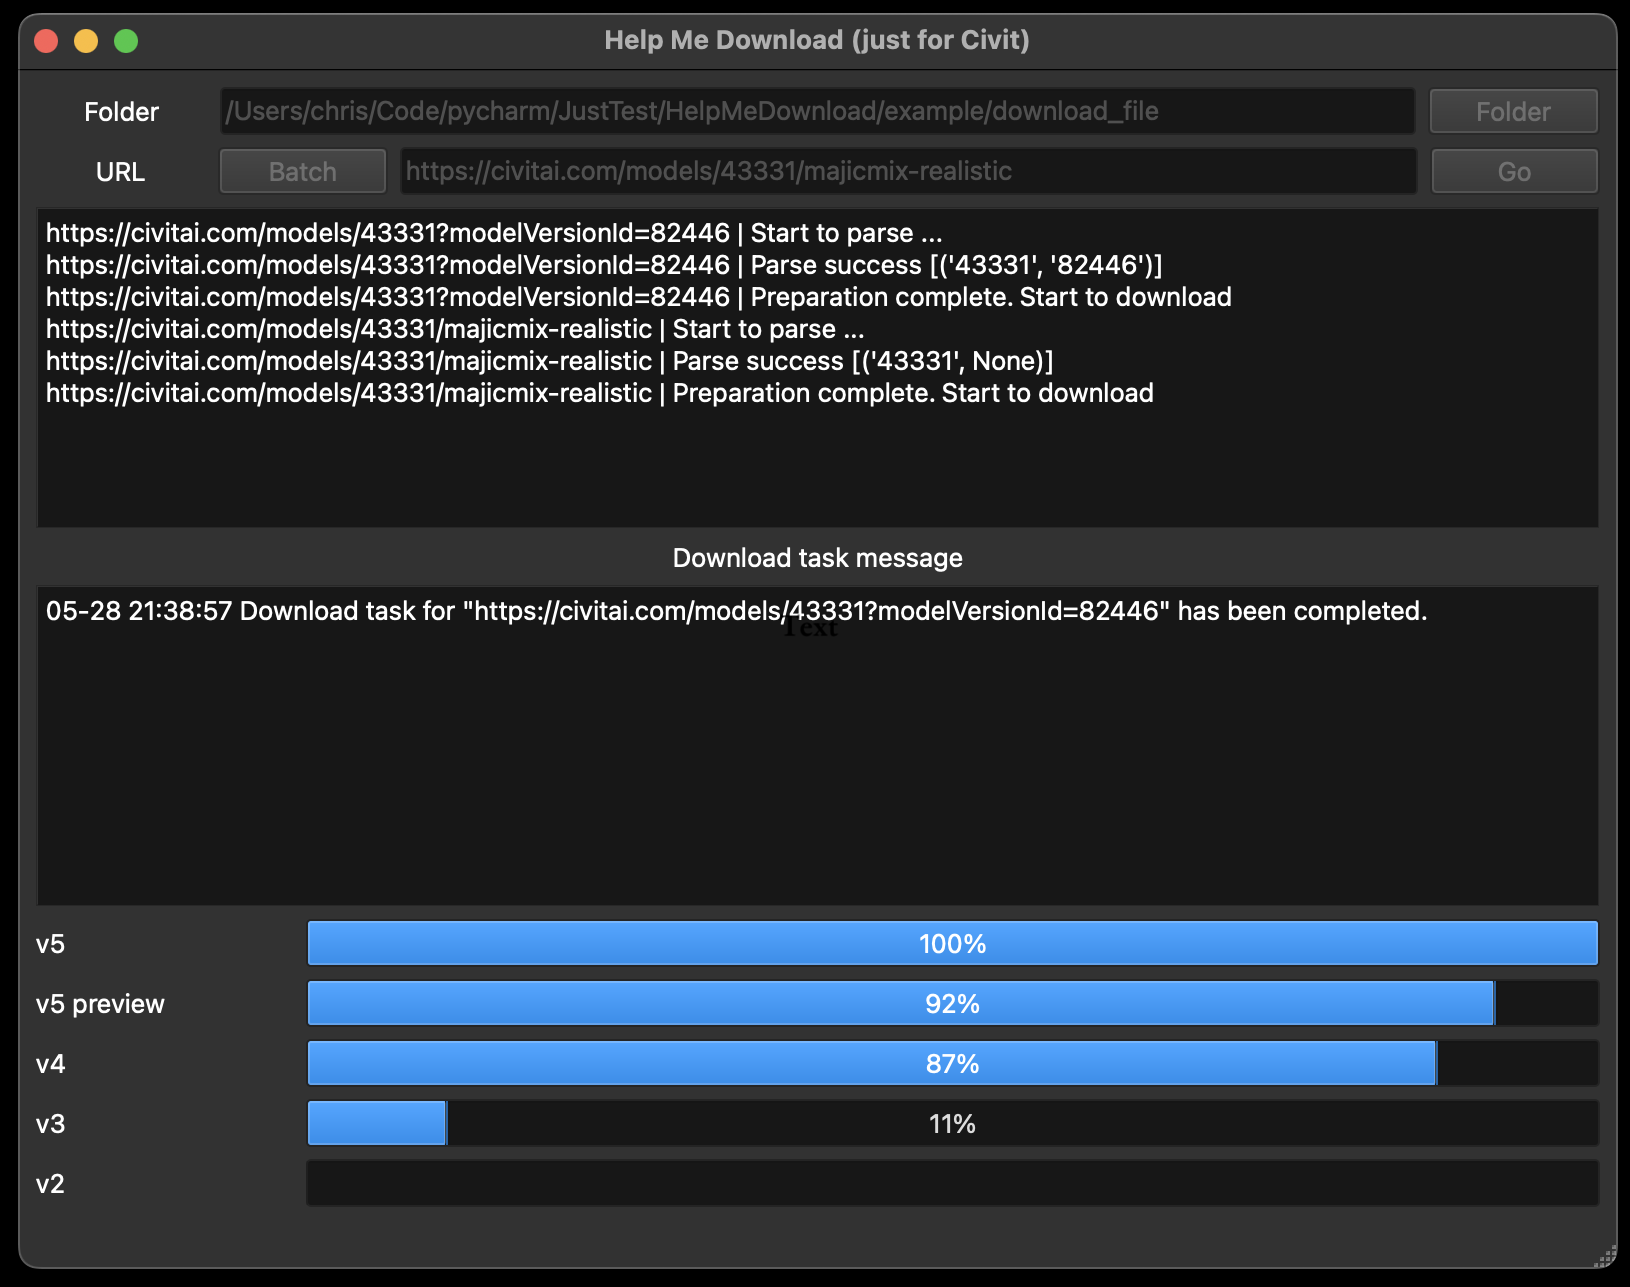 Help Me Download (just for Civit)
Folder /Users/chris/Code/pycharm/JustTest/HelpMeDownload/example/download_file Folder
URL Batch https://civitai.com/models/43331/majicmix-realistic Go
https://civitai.com/models/43331?modelVersionId=82446 | Start to parse ...
https://civitai.com/models/43331?modelVersionId=82446 | Parse success [('43331', '82446')]
https://civitai.com/models/43331?modelVersionId=82446 | Preparation complete. Start to download
https://civitai.com/models/43331/majicmix-realistic | Start to parse ...
https://civitai.com/models/43331/majicmix-realistic | Parse success [('43331', None)]
https://civitai.com/models/43331/majicmix-realistic | Preparation complete. Start to download
Download task message
05-28 21:38:57 Download task for "https://civitai.com/models/43331?modelVersionId=82446" has been completed.
Text
v5 100%
v5 preview 92%
v4 87%
v3 11%
v2